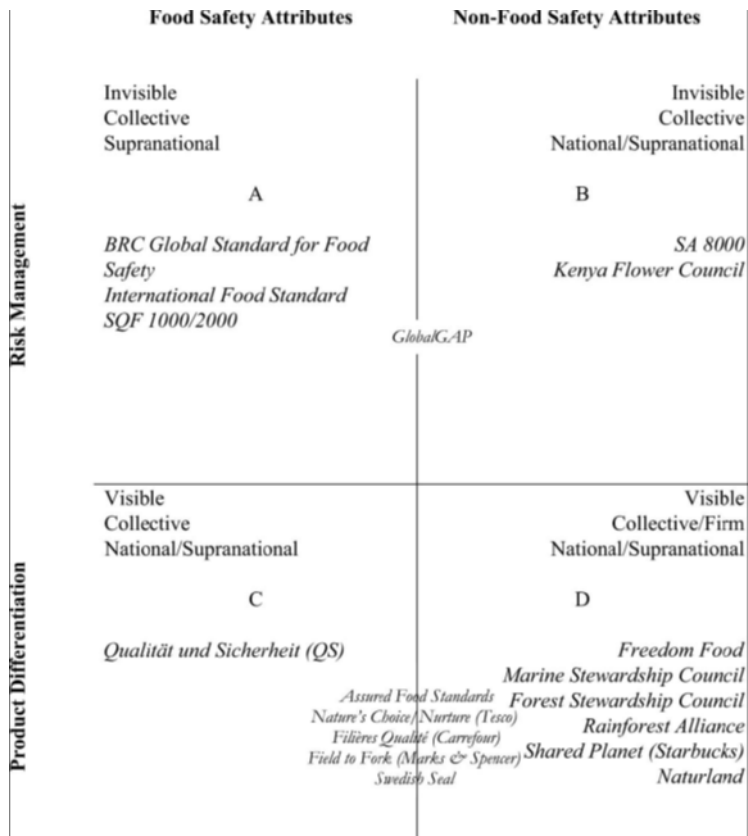 Food Safety Attributes
Non-Food Safety Attributes
Risk Management
Invisible
Collective
Supranational
A
BRC Global Standard for Food
Safety
International Food Standard
SQF 1000/2000
Invisible
Collective
National/Supranational
B
SA 8000
Kenya Flower Council
GlobalGAP
Product Differentiation
Visible
Collective
National/Supranational
C
Qualität und Sicherheit (QS)
Visible
Collective/Firm
National/Supranational
D
Freedom Food
Marine Stewardship Council
Forest Stewardship Council
Rainforest Alliance
Shared Planet (Starbucks)
Naturland
Assured Food Standards
Nature's Choice/Nurture (Tesco)
Filières Qualité (Carrefour)
Field to Fork (Marks & Spencer)
Swedish Seal